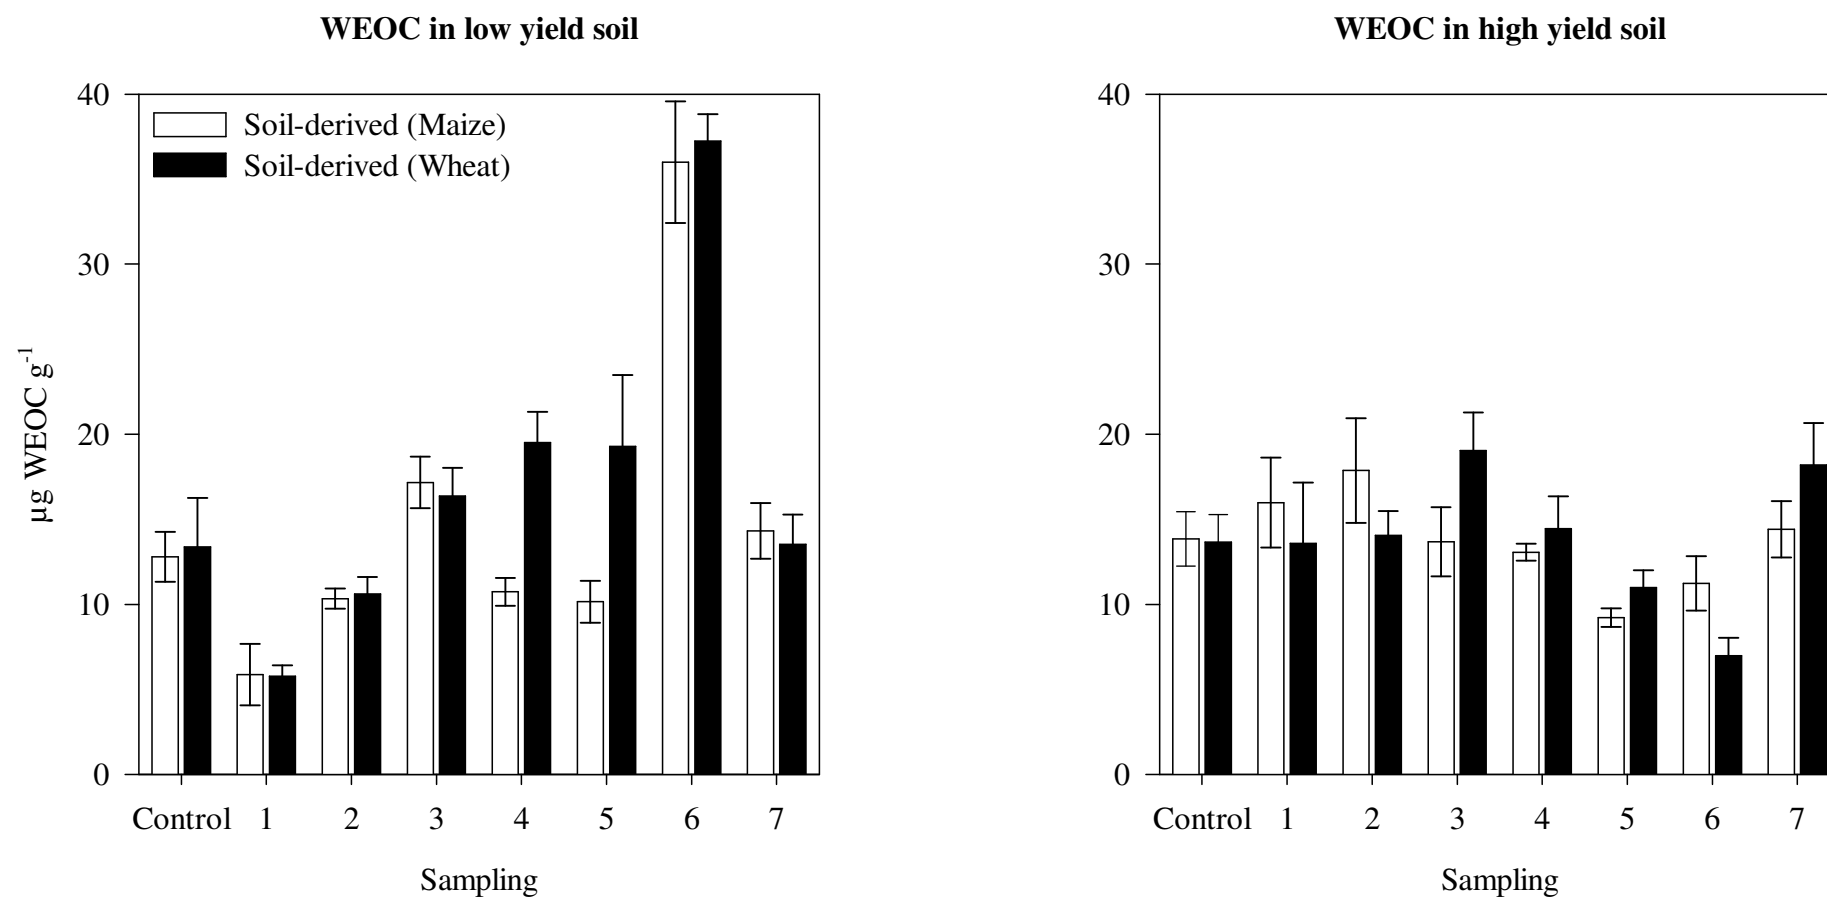 WEOC in low yield soil
40
30
20
10
0
µg WEOC g-1
Soil-derived (Maize)
Soil-derived (Wheat)
Control 1 2 3 4 5 6 7
Sampling
WEOC in high yield soil
40
30
20
10
0
Control 1 2 3 4 5 6 7
Sampling